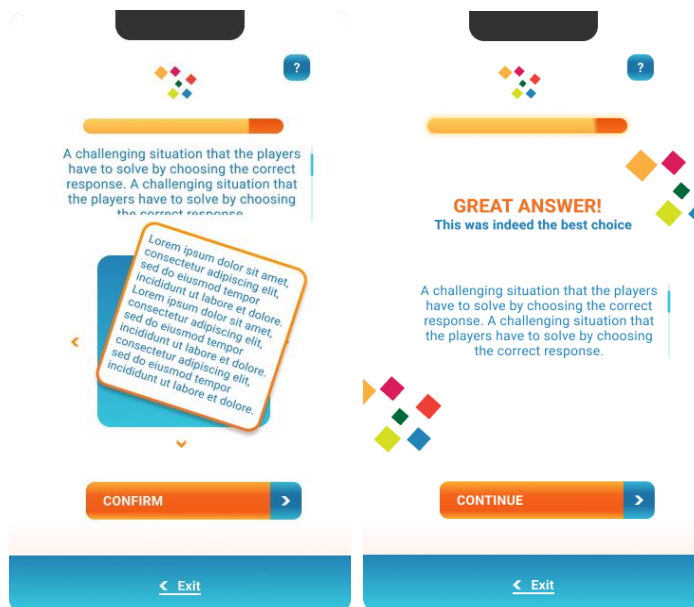 ?
A challenging situation that the players
have to solve by choosing the correct
response. A challenging situation that
the players have to solve by choosing
the correct response.
Lorem ipsum dolor sit amet,
consectetur adipiscing elit,
sed do eiusmod tempor
incididunt ut labore et dolore.
Lorem ipsum dolor sit amet,
consectetur adipiscing elit,
sed do eiusmod tempor
incididunt ut labore et dolore.
consectetur adipiscing elit,
sed do eiusmod tempor
incididunt ut labore et dolore.
CONFIRM
Exit
?
GREAT ANSWER!
This was indeed the best choice
A challenging situation that the players
have to solve by choosing the correct
response. A challenging situation that
the players have to solve by choosing
the correct response.
CONTINUE
Exit